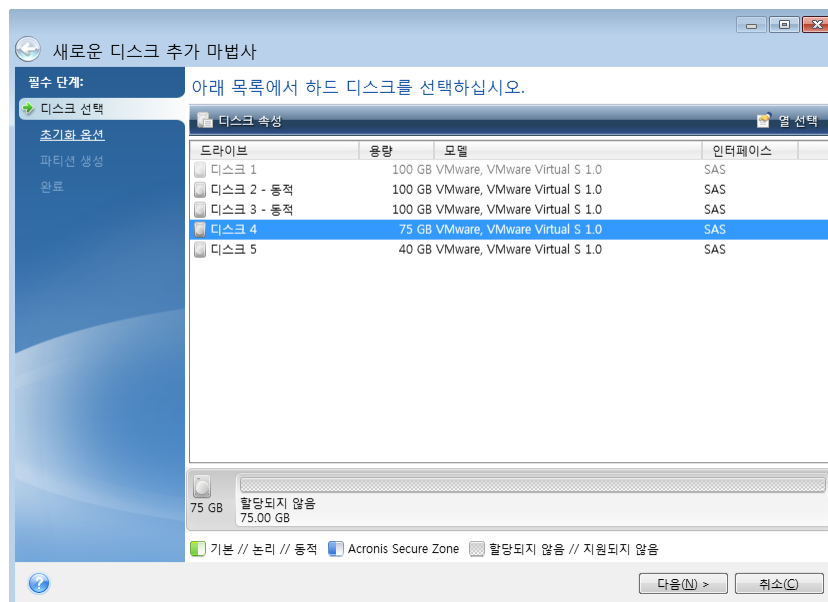 새로운 디스크 추가 마법사
필수 단계:
디스크 선택
초기화 옵션
파티션 생성
완료
아래 목록에서 하드 디스크를 선택하십시오.
디스크 속성 열 선택
드라이브 용량 모델 인터페이스
디스크 1 100 GB VMware, VMware Virtual S 1.0 SAS
디스크 2 - 동적 100 GB VMware, VMware Virtual S 1.0 SAS
디스크 3 - 동적 100 GB VMware, VMware Virtual S 1.0 SAS
디스크 4 75 GB VMware, VMware Virtual S 1.0 SAS
디스크 5 40 GB VMware, VMware Virtual S 1.0 SAS
75 GB
할당되지 않음
75.00 GB
기본 // 논리 // 동적 Acronis Secure Zone 할당되지 않음 // 지원되지 않음
다음(N) > 취소(C)